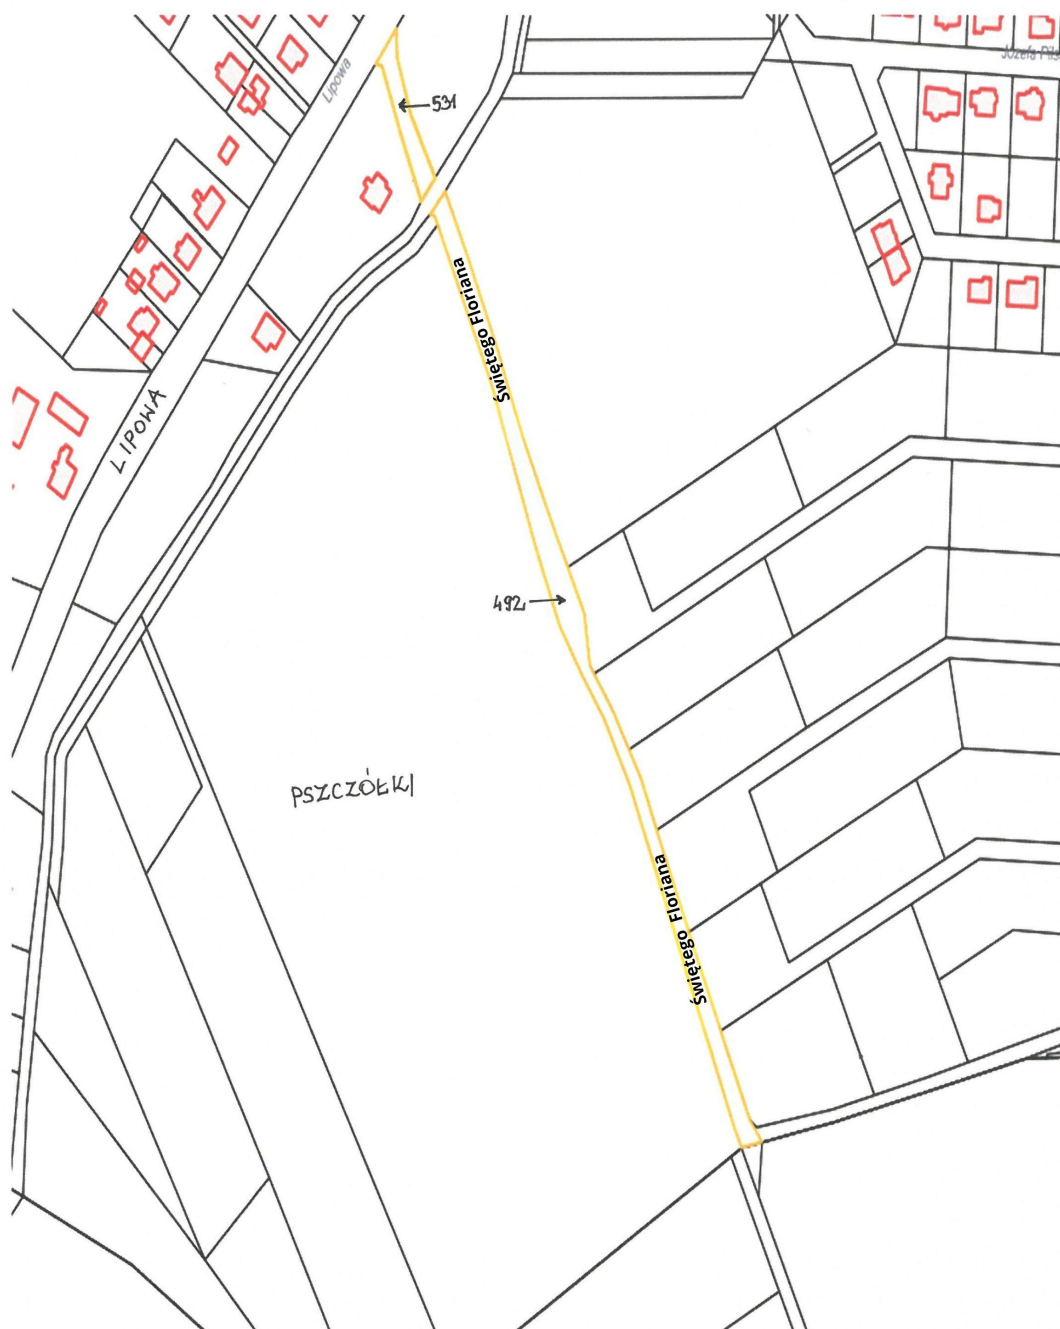 Józefa Piłs
Lipowa
531
Świętego Floriana
LIPOWA
492
PSZCZÓŁKI
Świętego Floriana